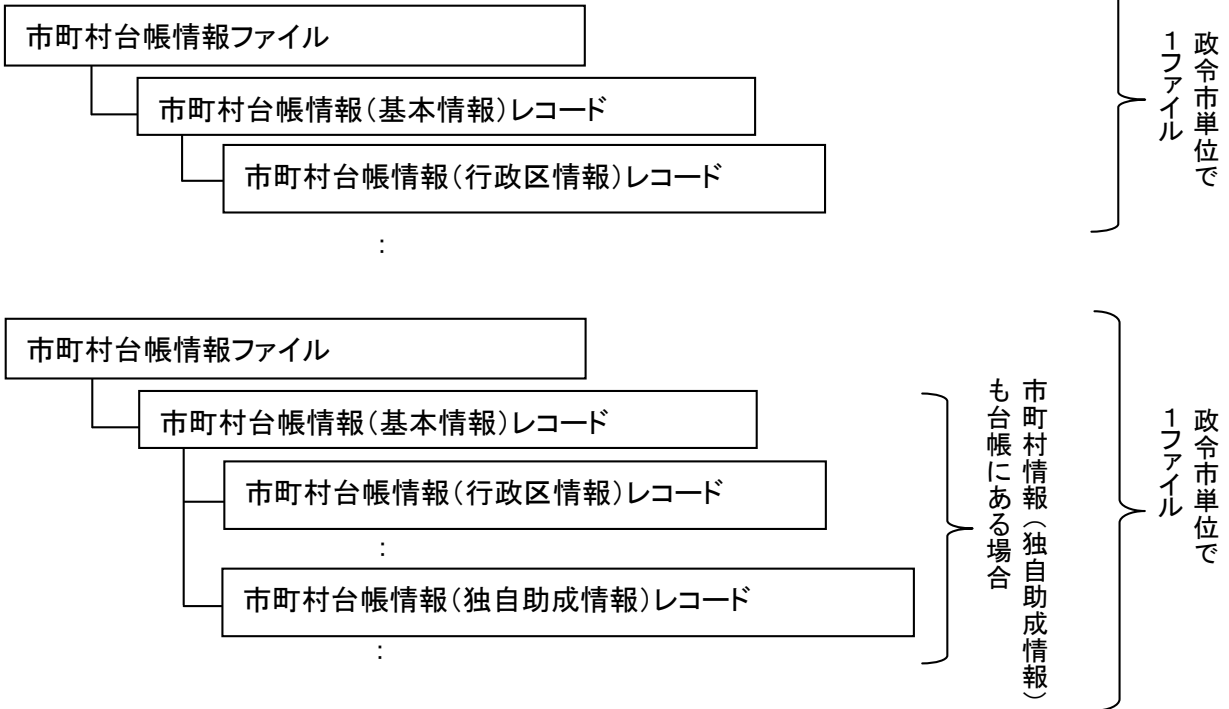 市町村台帳情報ファイル
市町村台帳情報(基本情報)レコード
市町村台帳情報(行政区情報)レコード
:
政令市単位で
1ファイル
市町村台帳情報ファイル
市町村台帳情報(基本情報)レコード
市町村台帳情報(行政区情報)レコード
:
市町村台帳情報(独自助成情報)レコード
:
市町村情報(独自助成情報)
も台帳にある場合
政令市単位で
1ファイル